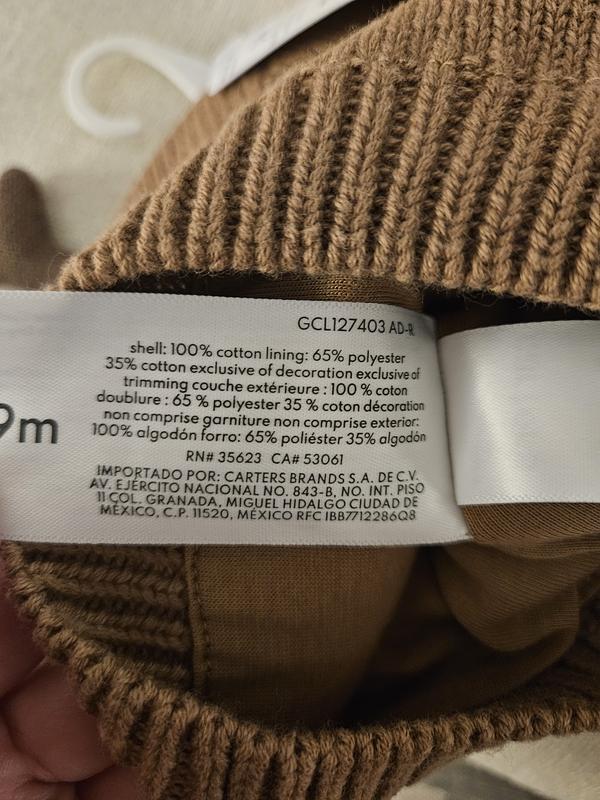 9m
GCL127403 AD-R
shell: 100% cotton lining: 65% polyester
35% cotton exclusive of decoration exclusive of
trimming couche extérieure : 100 % coton
doublure : 65 % polyester 35 % coton décoration
non comprise garniture non comprise exterior:
100% algodón forro: 65% poliéster 35% algodón
RN# 35623 CA# 53061
IMPORTADO POR: CARTERS BRANDS S.A. DE C.V.
AV. EJÉRCITO NACIONAL NO. 843-B, NO. INT. PISO
11 COL. GRANADA, MIGUEL HIDALGO CIUDAD DE
MÉXICO, C.P. 11520, MÉXICO RFC IBB7712286Q8